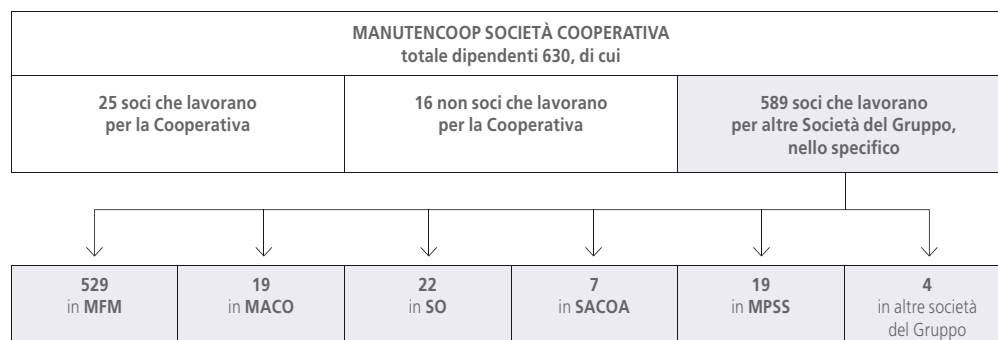 MANUTENCOOP SOCIETÀ COOPERATIVA
totale dipendenti 630, di cui
25 soci che lavorano
per la Cooperativa
16 non soci che lavorano
per la Cooperativa
589 soci che lavorano
per altre Società del Gruppo,
nello specifico
529
in MFM
19
in MACO
22
in SO
7
in SACOA
19
in MPSS
4
in altre società
del Gruppo